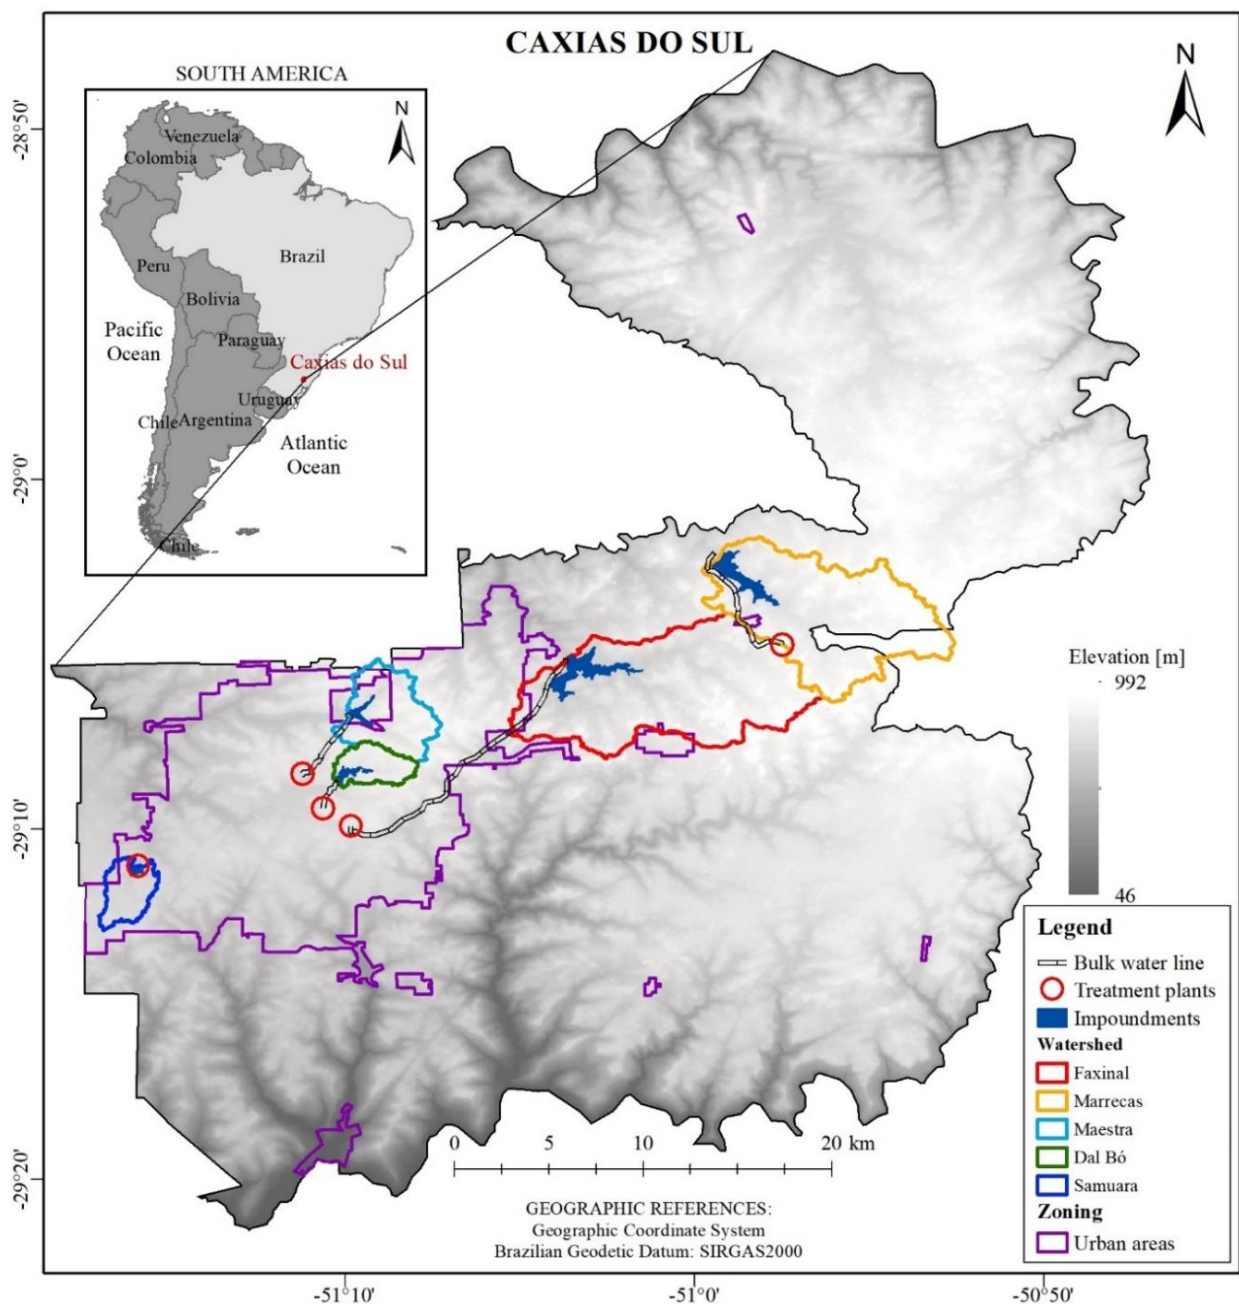 CAXIAS DO SUL
SOUTH AMERICA
N
N
Venezuela
Colombia
Brazil
Peru
Bolivia
Pacific
Ocean
Paraguay
Caxias do Sul
Uruguay
Chile
Argentina
Atlantic
Ocean
Chile
-28°50'
-29°0'
-29°10'
-29°20'
Elevation [m]
992
46
Legend
Bulk water line
Treatment plants
Impoundments
Watershed
Faxinal
Marrecas
Maestra
Dal Bó
Samuara
Zoning
Urban areas
0 5 10 20 km
GEOGRAPHIC REFERENCES:
Geographic Coordinate System
Brazilian Geodetic Datum: SIRGAS2000
-51°10' -51°0' -50°50'